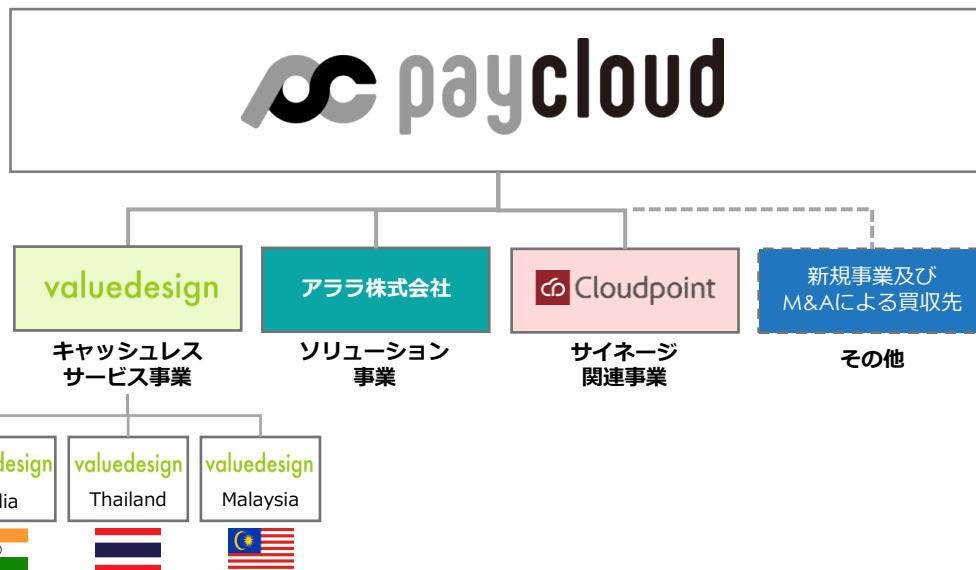 paycloud
valuedesign
アララ株式会社
Cloudpoint
新規事業及び
M&Aによる買収先
キャッシュレス
サービス事業
ソリューション
事業
サイネージ
関連事業
その他
design
valuedesign
valuedesign
lia
Thailand
Malaysia